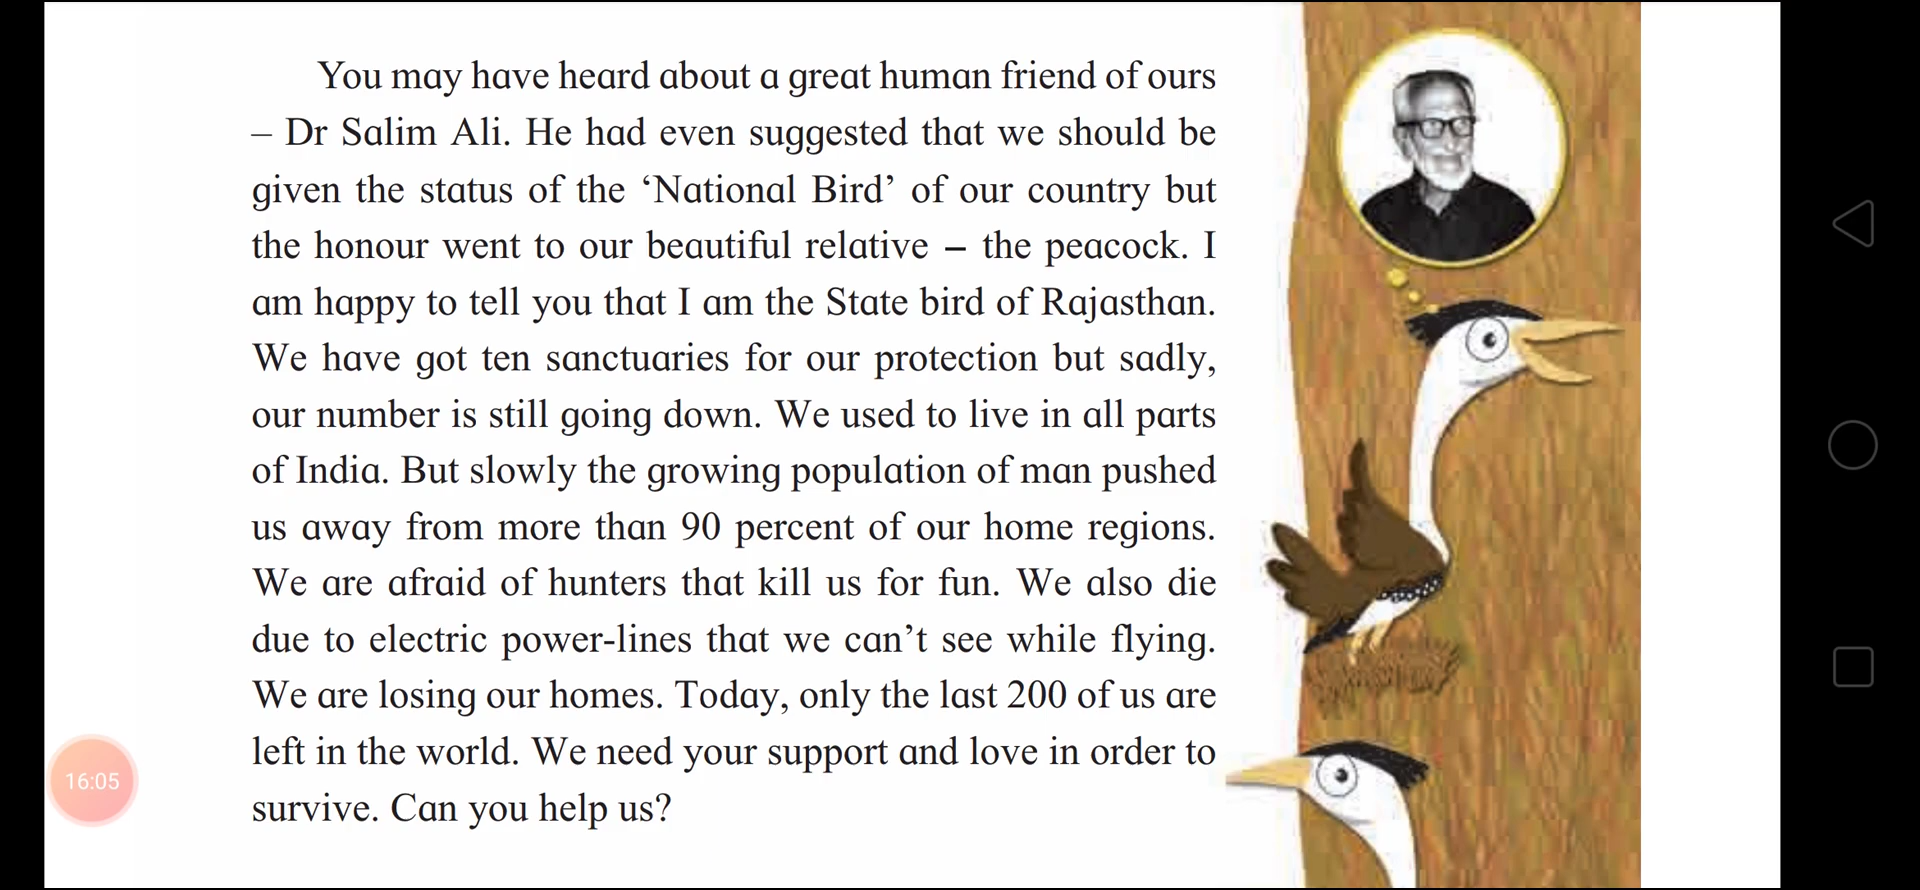 You may have heard about a great human friend of ours
– Dr Salim Ali. He had even suggested that we should be
given the status of the ‘National Bird’ of our country but
the honour went to our beautiful relative – the peacock. I
am happy to tell you that I am the State bird of Rajasthan.
We have got ten sanctuaries for our protection but sadly,
our number is still going down. We used to live in all parts
of India. But slowly the growing population of man pushed
us away from more than 90 percent of our home regions.
We are afraid of hunters that kill us for fun. We also die
due to electric power-lines that we can’t see while flying.
We are losing our homes. Today, only the last 200 of us are
left in the world. We need your support and love in order to
survive. Can you help us?
16:05